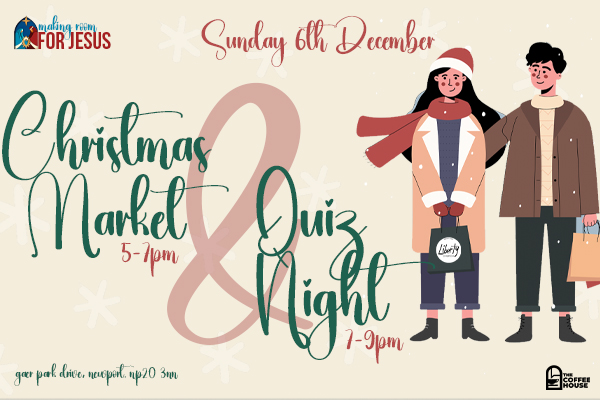 making room
FOR JESUS
Sunday 6th December
Christmas
Market
5-7pm
&
Quiz
Night
7-9pm
Liberty
gaer park drive, newport. np20 3nn
THE
COFFEE
HOUSE